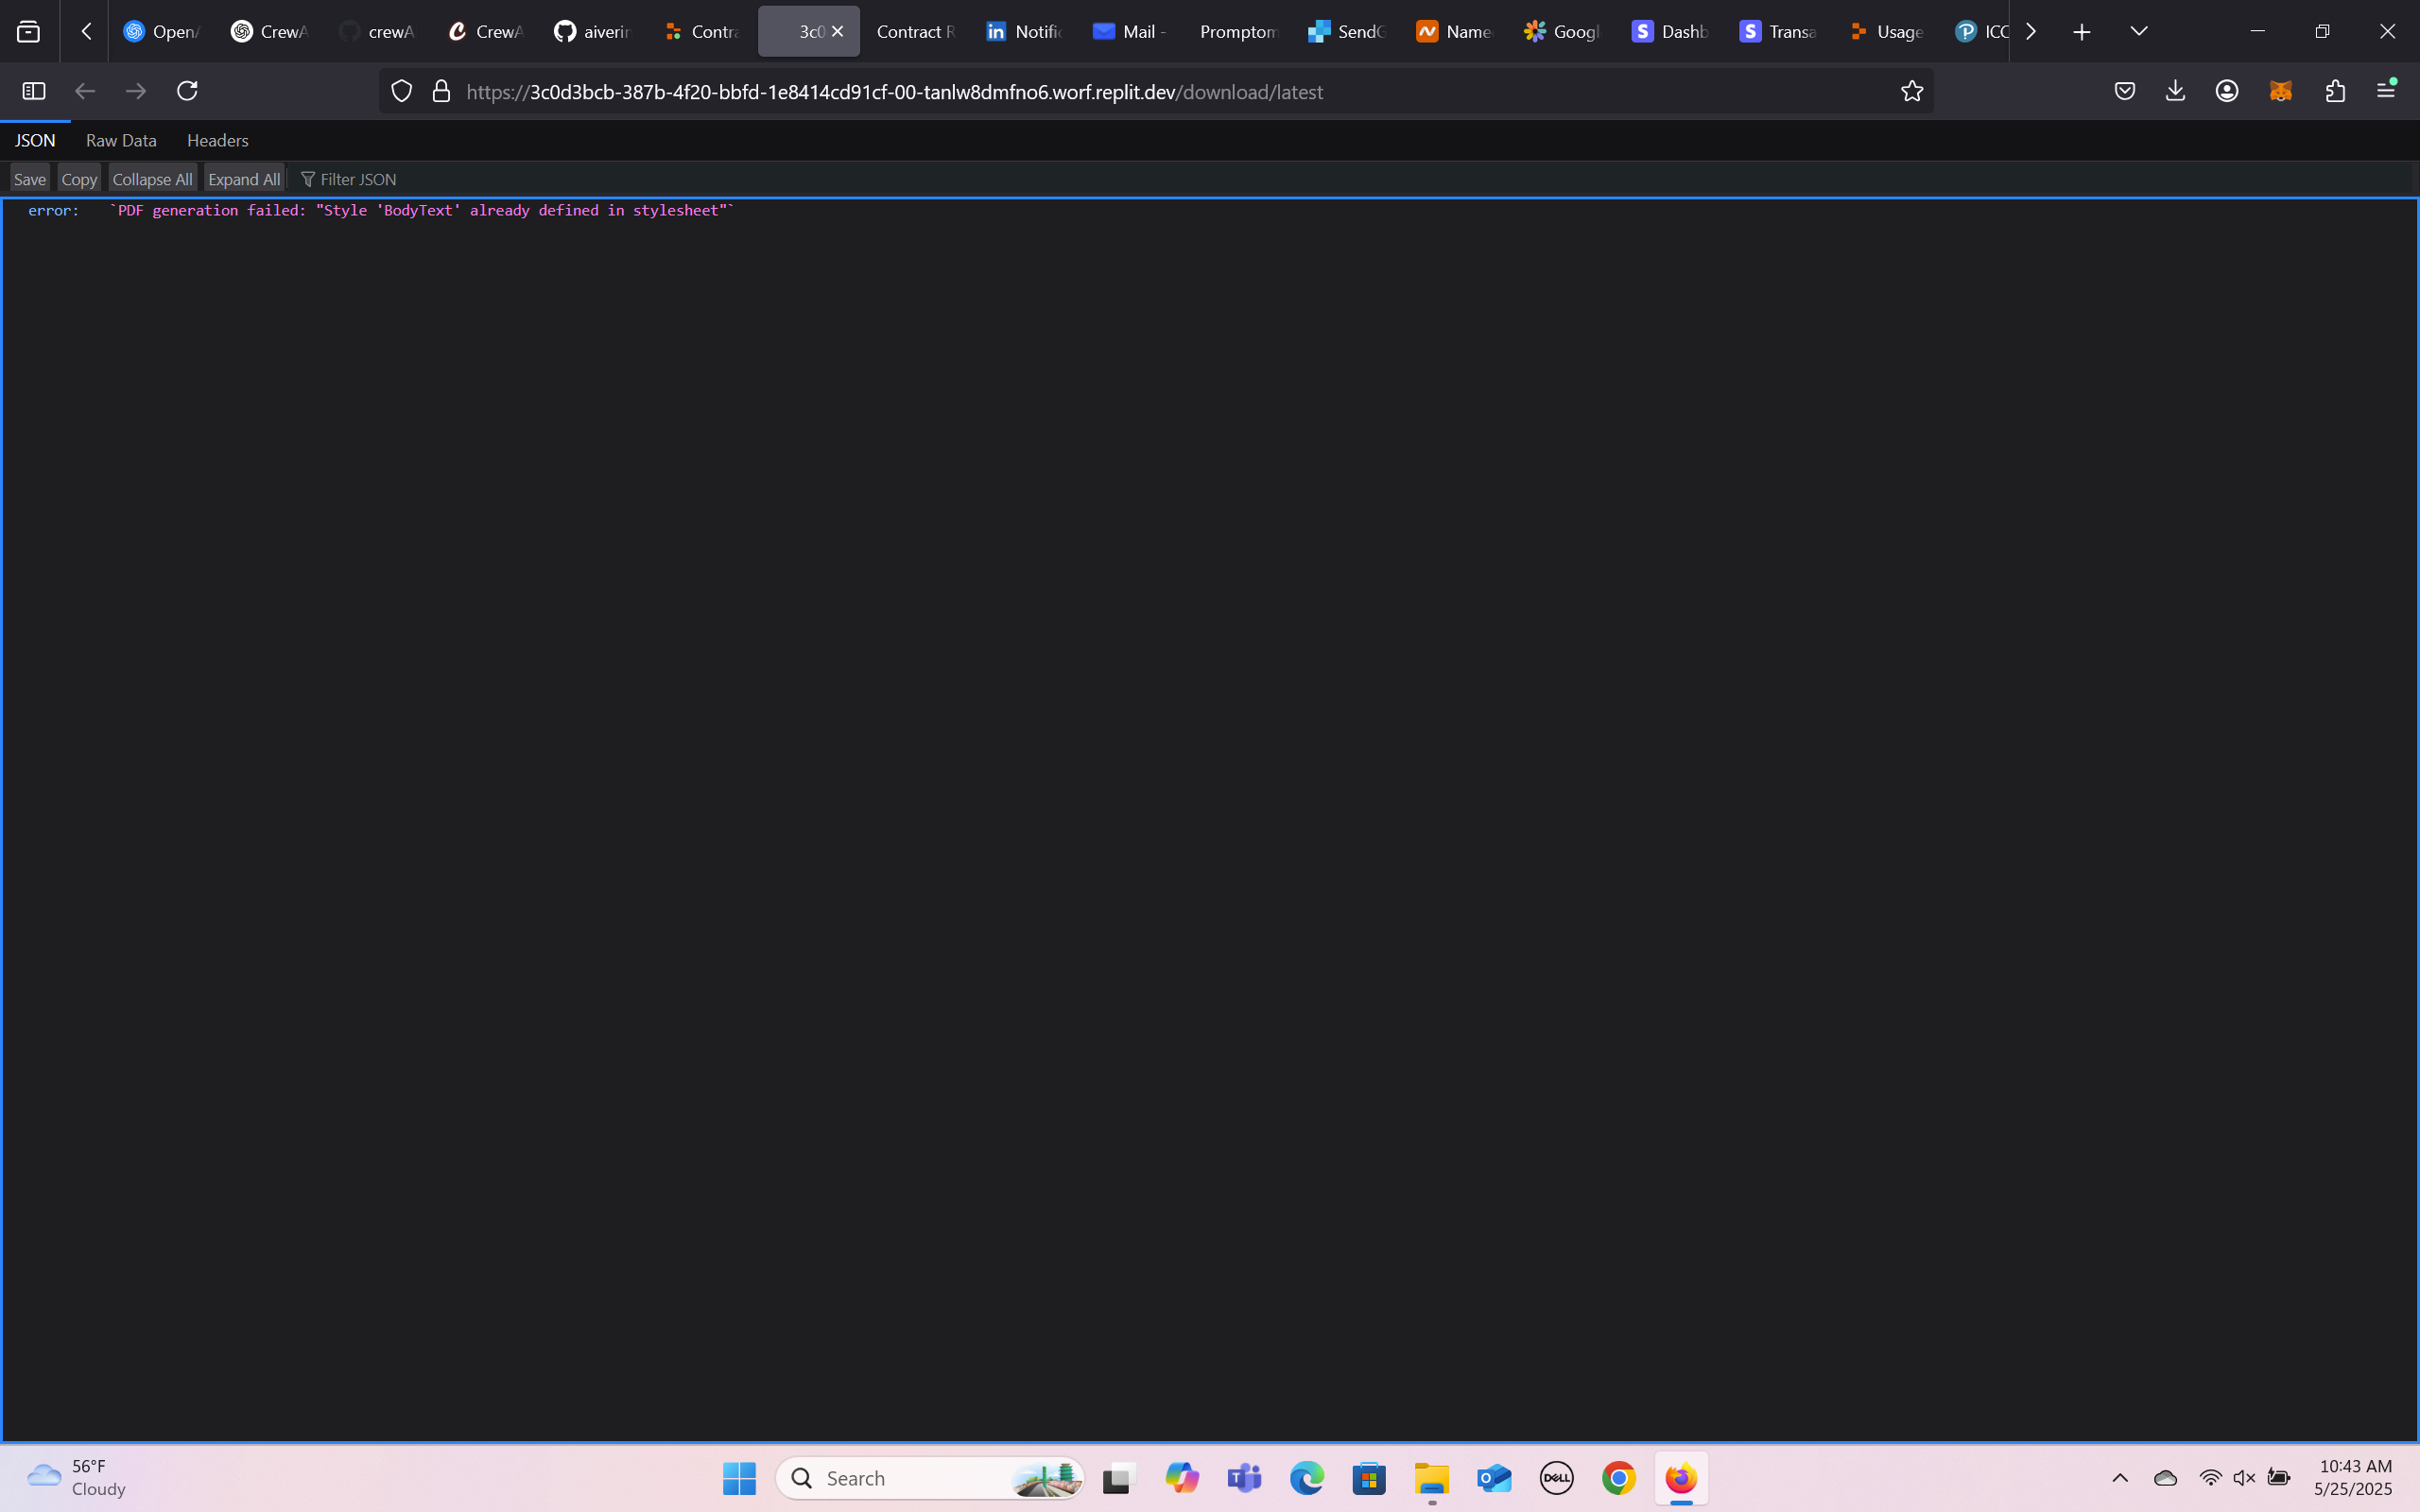 OpenA
CrewA
crewA
CrewA
aiverin
Contra
3c0
Contract R
in
Notific
Mail -
Promptom
SendG
Name
Googl
S
Dashb
S
Transa
Usage
ICC
https://3c0d3bcb-387b-4f20-bbfd-1e8414cd91cf-00-tanlw8dmfno6.worf.replit.dev/download/latest
JSON
Raw Data
Headers
Save
Copy
Collapse All
Expand All
Filter JSON
error: `PDF generation failed: "Style 'BodyText' already defined in stylesheet"`
56°F
Cloudy
Search
DELL
10:43 AM
5/25/2025